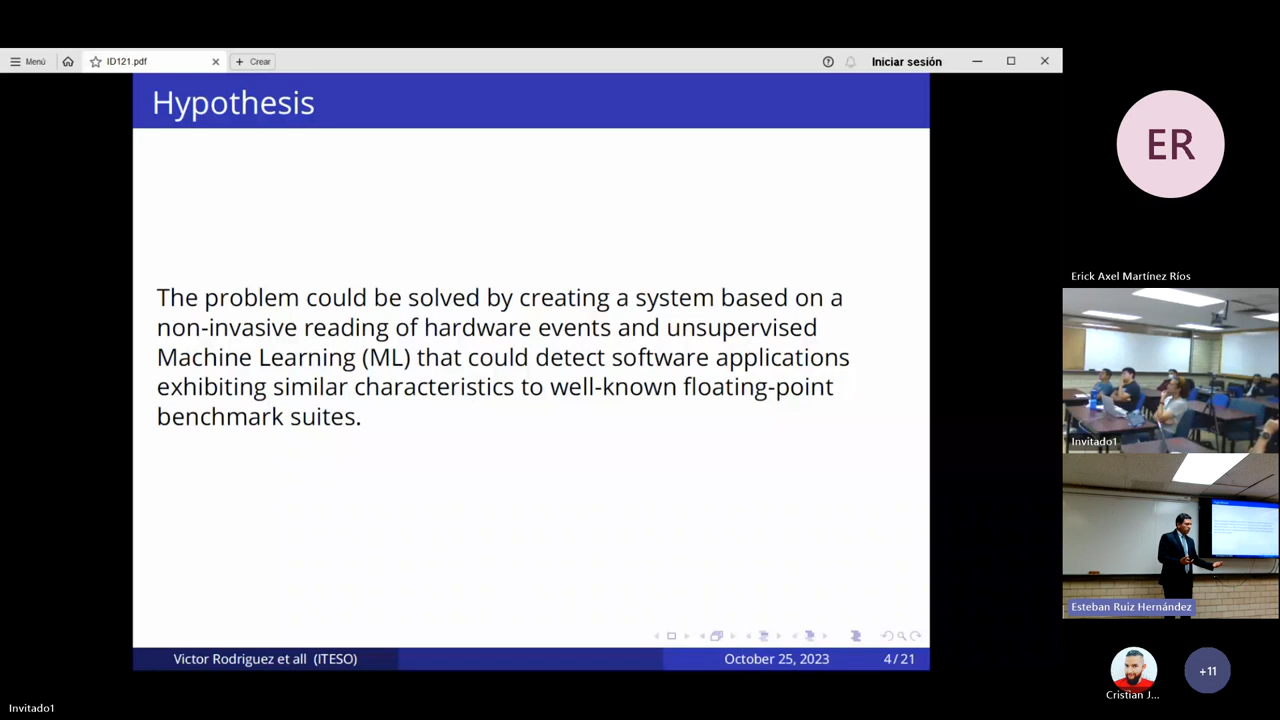 Menú
ID121.pdf
Crear
Iniciar sesión
Hypothesis
The problem could be solved by creating a system based on a
non-invasive reading of hardware events and unsupervised
Machine Learning (ML) that could detect software applications
exhibiting similar characteristics to well-known floating-point
benchmark suites.
Victor Rodriguez et all (ITESO)
October 25, 2023
4 / 21
ER
Erick Axel Martínez Ríos
Invitado1
Hypothesis
Esteban Ruiz Hernández
Cristian J...
+11
Invitado1